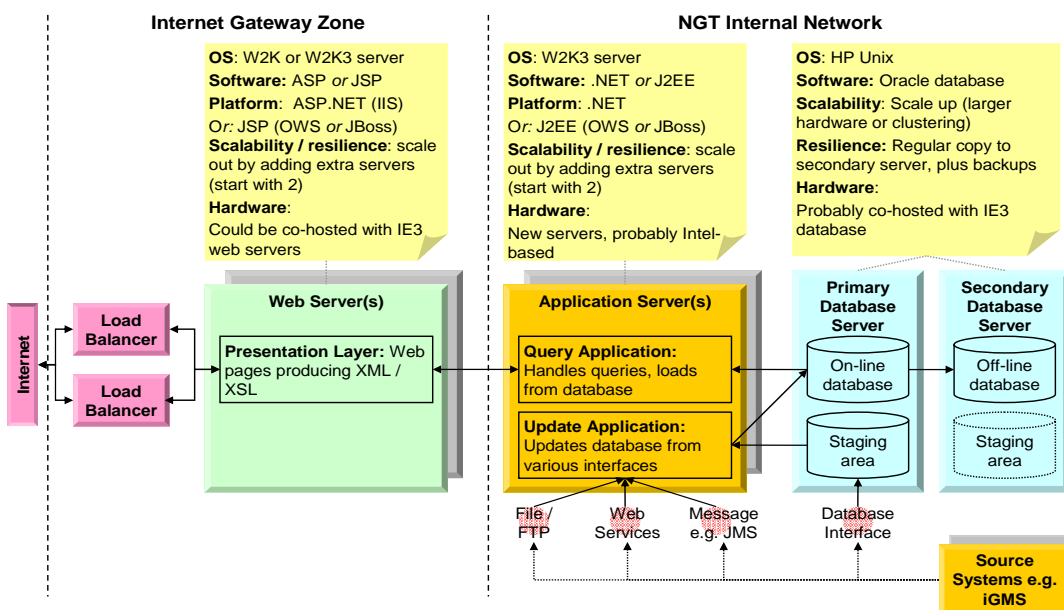 Internet Gateway Zone
NGT Internal Network
OS: W2K or W2K3 server
Software: ASP or JSP
Platform: ASP.NET (IIS)
Or: JSP (OWS or JBoss)
Scalability / resilience: scale
out by adding extra servers
(start with 2)
Hardware:
Could be co-hosted with IE3
web servers
OS: W2K3 server
Software: .NET or J2EE
Platform: .NET
Or: J2EE (OWS or JBoss)
Scalability / resilience: scale
out by adding extra servers
(start with 2)
Hardware:
New servers, probably Intel-
based
OS: HP Unix
Software: Oracle database
Scalability: Scale up (larger
hardware or clustering)
Resilience: Regular copy to
secondary server, plus backups
Hardware:
Probably co-hosted with IE3
database
Internet
Load
Balancer
Load
Balancer
Web Server(s)
Presentation Layer: Web
pages producing XML /
XSL
Application Server(s)
Query Application:
Handles queries, loads
from database
Update Application:
Updates database from
various interfaces
Primary
Database
Server
On-line
database
Staging
area
Secondary
Database
Server
Off-line
database
Staging
area
File /
FTP
Web
Services
Message
e.g. JMS
Database
Interface
Source
Systems e.g.
iGMS